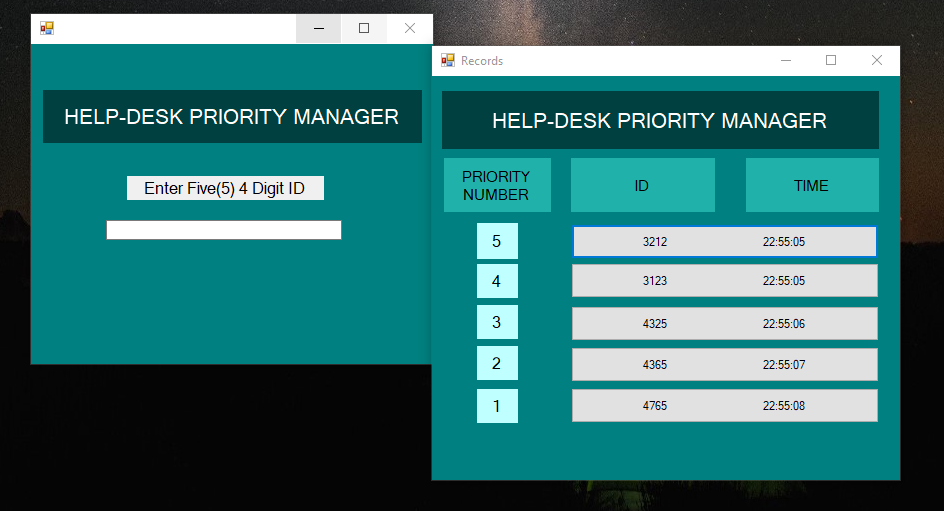 HELP-DESK PRIORITY MANAGER
Enter Five(5) 4 Digit ID
Records
HELP-DESK PRIORITY MANAGER
PRIORITY
NUMBER
ID
TIME
5 3212 22:55:05
4 3123 22:55:05
3 4325 22:55:06
2 4365 22:55:07
1 4765 22:55:08